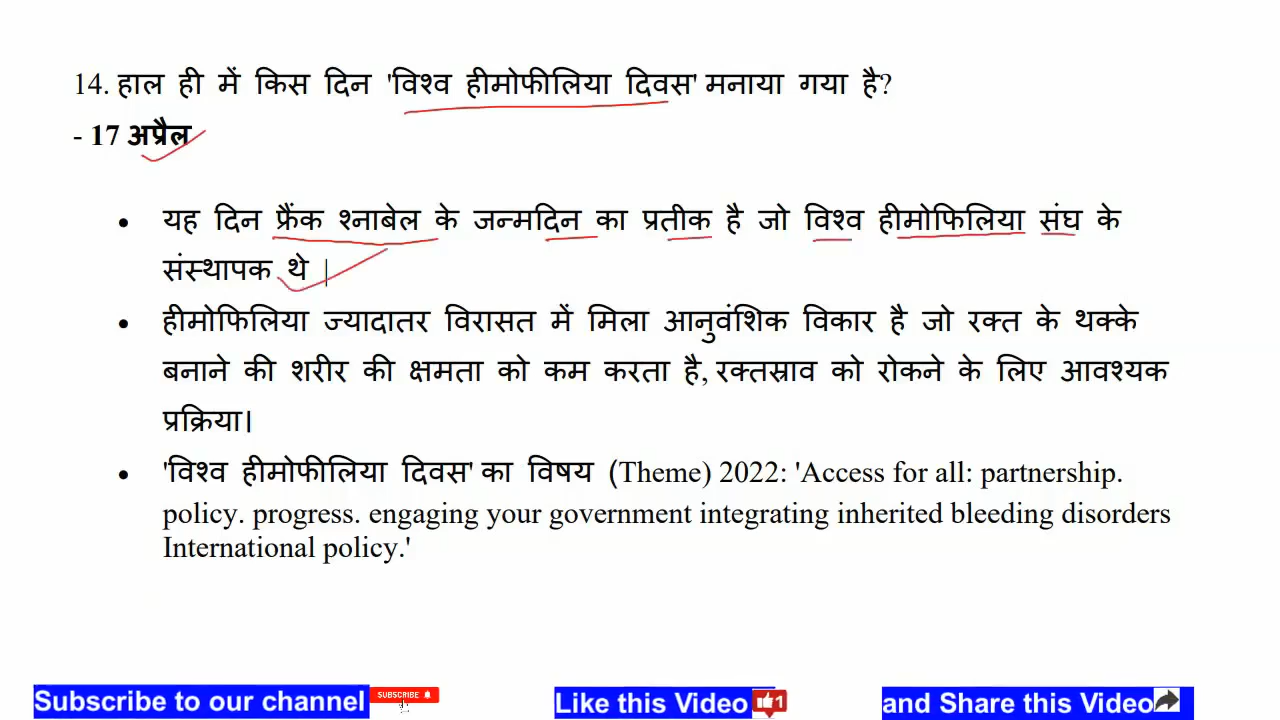 14. हाल ही में किस दिन 'विश्व हीमोफीलिया दिवस' मनाया गया है?
- 17 अप्रैल
• यह दिन फ्रैंक श्नाबेल के जन्मदिन का प्रतीक है जो विश्व हीमोफिलिया संघ के
संस्थापक थे |
• हीमोफिलिया ज्यादातर विरासत में मिला आनुवंशिक विकार है जो रक्त के थक्के
बनाने की शरीर की क्षमता को कम करता है, रक्तस्राव को रोकने के लिए आवश्यक
प्रक्रिया।
• 'विश्व हीमोफीलिया दिवस' का विषय (Theme) 2022: 'Access for all: partnership.
policy. progress. engaging your government integrating inherited bleeding disorders
International policy.'
Subscribe to our channel SUBSCRIBE Like this Video 1 and Share this Video